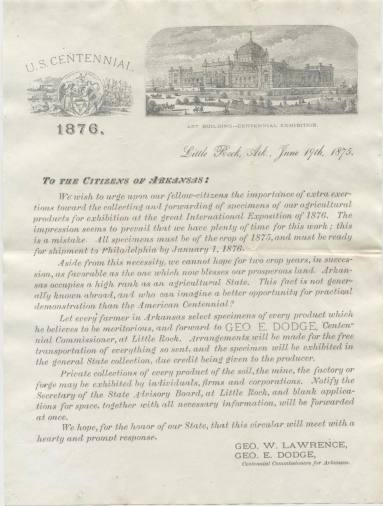 U.S. CENTENNIAL
1876.
ART BUILDING—CENTENNIAL EXHIBITION.
Little Rock, Ark., June 19th, 1875.
TO THE CITIZENS OF ARKANSAS:
We wish to urge upon our fellow-citizens the importance of extra exer-
tions toward the collecting and forwarding of specimens of our agricultural
products for exhibition at the great International Exposition of 1876. The
impression seems to prevail that we have plenty of time for this work; this
is a mistake. All specimens must be of the crop of 1875, and must be ready
for shipment to Philadelphia by January 1, 1876.
Aside from this necessity, we cannot hope for two crop years, in succes-
sion, as favorable as the one which now blesses our prosperous land. Arkan-
sas occupies a high rank as an agricultural State. This fact is not gener-
ally known abroad, and who can imagine a better opportunity for practical
demonstration than the American Centennial?
Let every farmer in Arkansas select specimens of every product which
he believes to be meritorious, and forward to GEO. E. DODGE, Centen-
nial Commissioner, at Little Rock. Arrangements will be made for the free
transportation of everything so sent, and the specimen will be exhibited in
the general State collection, due credit being given to the producer.
Private collections of every product of the soil, the mine, the factory or
forge may be exhibited by individuals, firms and corporations. Notify the
Secretary of the State Advisory Board, at Little Rock, and blank applica-
tions for space, together with all necessary information, will be forwarded
at once.
We hope, for the honor of our State, that this circular will meet with a
hearty and prompt response.
GEO. W. LAWRENCE,
GEO. E. DODGE,
Centennial Commissioners for Arkansas.